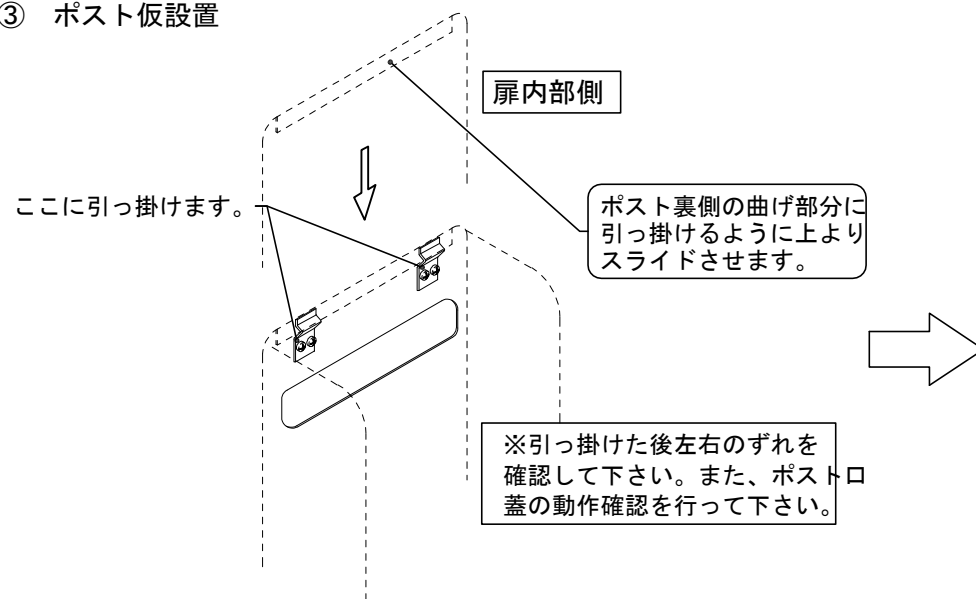 ③　ポスト仮設置
扉内部側
ここに引っ掛けます。
ポスト裏側の曲げ部分に
引っ掛けるように上より
スライドさせます。
※引っ掛けた後左右のずれを
確認して下さい。また、ポスト口
蓋の動作確認を行って下さい。